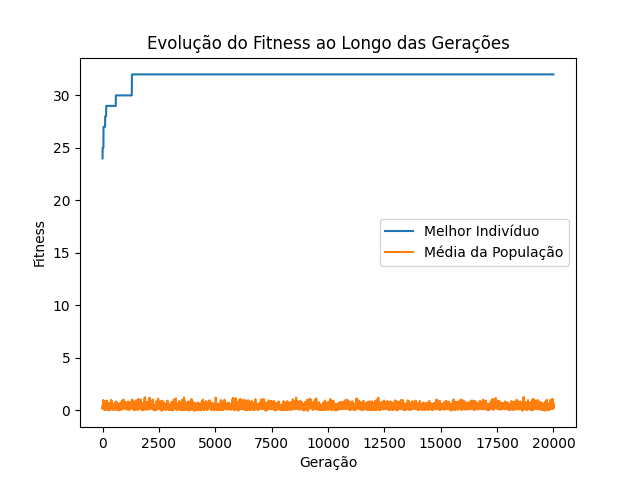 Evolução do Fitness ao Longo das Gerações
30
25
20
15
10
5
0
Fitness
Melhor Indivíduo
Média da População
0 2500 5000 7500 10000 12500 15000 17500 20000
Geração